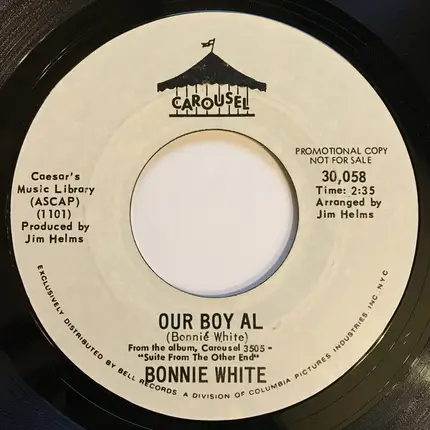 CAROUSEL
PROMOTIONAL COPY
NOT FOR SALE
30,058
Time: 2:35
Arranged by
Jim Helms
Caesar's
Music Library
(ASCAP)
(1101)
Produced by
Jim Helms
OUR BOY AL
(Bonnie White)
From the album, Carousel 3505 -
"Suite From The Other End"
BONNIE WHITE
EXCLUSIVELY DISTRIBUTED BY BELL RECORDS A DIVISION OF COLUMBIA PICTURES INDUSTRIES INC. NYC